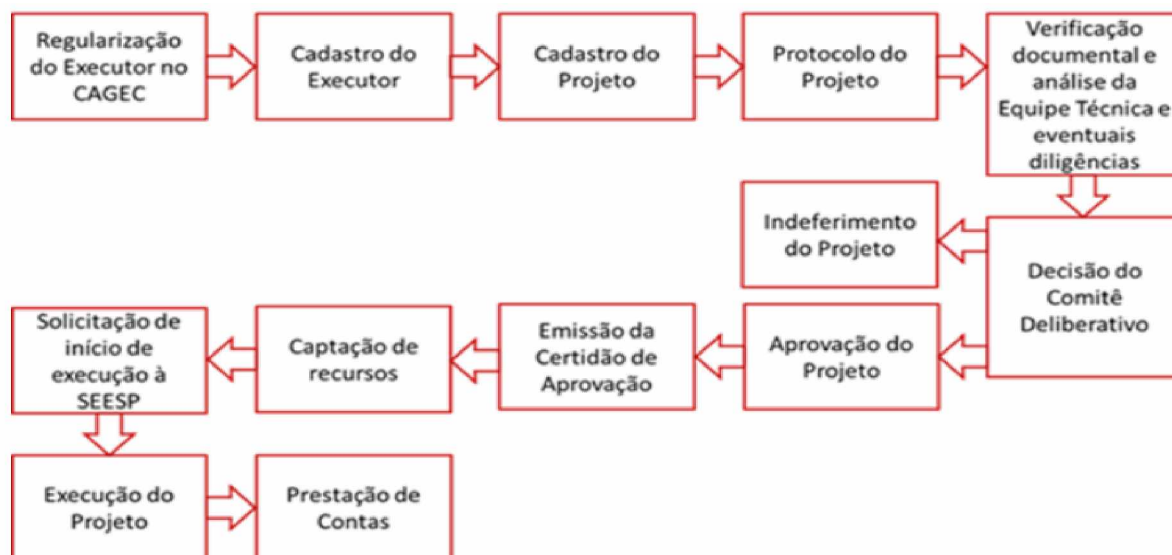 Regularização
do Executor no
CAGEC
Cadastro do
Executor
Cadastro do
Projeto
Protocolo do
Projeto
Verificação
documental e
análise da
Equipe Técnica e
eventuais
diligências
Indeferimento
do Projeto
Decisão do
Comitê
Deliberativo
Aprovação do
Projeto
Emissão da
Certidão de
Aprovação
Captação de
recursos
Solicitação de
início de
execução à
SEESP
Execução do
Projeto
Prestação de
Contas